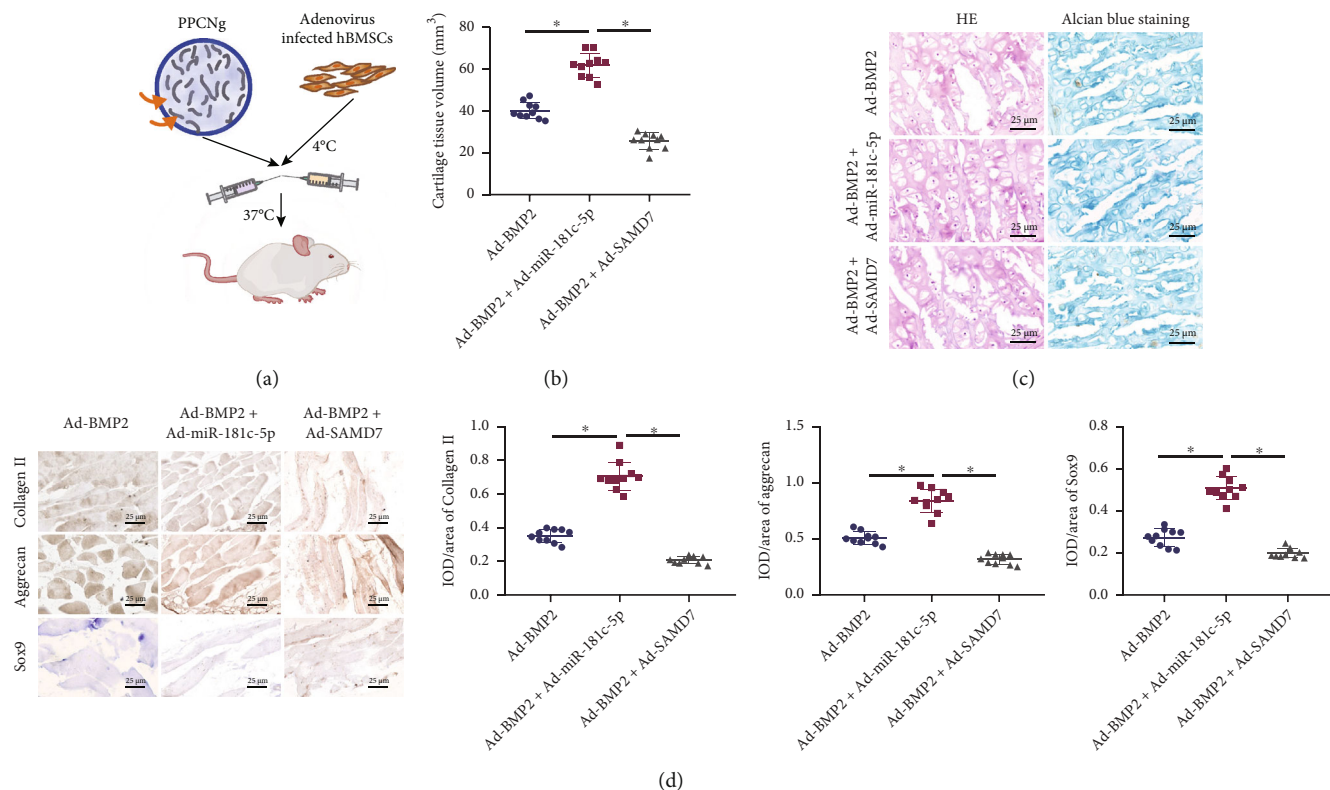 PPCNg
Adenovirus
infected hBMSCs
4°C
37°C
(a)
Cartilage tissue volume (mm³)
80
60
40
20
0
*
*
Ad-BMP2
Ad-BMP2 + Ad-miR-181c-5p
Ad-BMP2 + Ad-SAMD7
(b)
HE
Alcian blue staining
Ad-BMP2
25 µm
25 µm
Ad-BMP2 +
Ad-miR-181c-5p
25 µm
25 µm
Ad-BMP2 +
Ad-SAMD7
25 µm
25 µm
(c)
Ad-BMP2
Ad-BMP2 +
Ad-miR-181c-5p
Ad-BMP2 +
Ad-SAMD7
Collagen II
25 µm
25 µm
25 µm
Aggrecan
25 µm
25 µm
25 µm
Sox9
25 µm
25 µm
25 µm
IOD/area of Collagen II
1.0
0.8
0.6
0.4
0.2
0.0
*
*
Ad-BMP2
Ad-BMP2 + Ad-miR-181c-5p
Ad-BMP2 + Ad-SAMD7
IOD/area of aggrecan
1.5
1.0
0.5
0.0
*
*
Ad-BMP2
Ad-BMP2 + Ad-miR-181c-5p
Ad-BMP2 + Ad-SAMD7
IOD/area of Sox9
0.8
0.6
0.4
0.2
0.0
*
*
Ad-BMP2
Ad-BMP2 + Ad-miR-181c-5p
Ad-BMP2 + Ad-SAMD7
(d)